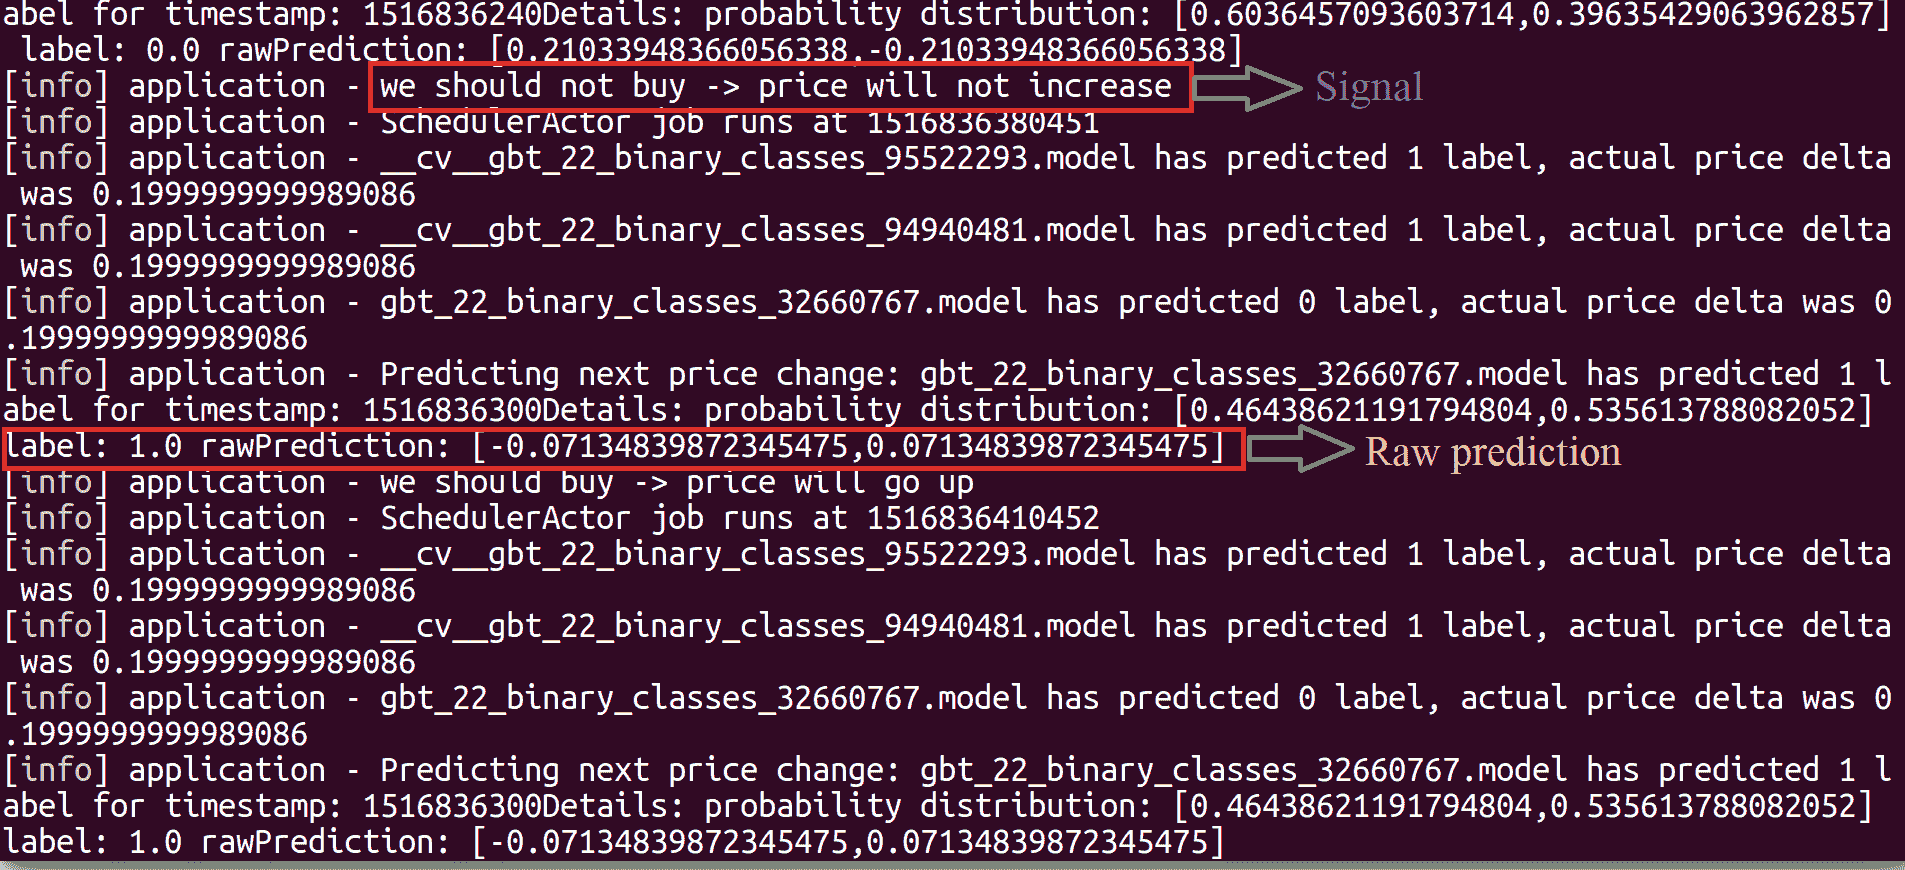 abel for timestamp: 1516836240Details: probability distribution: [0.6036457093603714,0.39635429063962857]
label: 0.0 rawPrediction: [0.21033948366056338,-0.21033948366056338]
[info] application - we should not buy -> price will not increase Signal
[info] application - SchedulerActor job runs at 1516836380451
[info] application - __cv__gbt_22_binary_classes_95522293.model has predicted 1 label, actual price delta
was 0.1999999999989086
[info] application - __cv__gbt_22_binary_classes_94940481.model has predicted 1 label, actual price delta
was 0.1999999999989086
[info] application - gbt_22_binary_classes_32660767.model has predicted 0 label, actual price delta was 0
.1999999999989086
[info] application - Predicting next price change: gbt_22_binary_classes_32660767.model has predicted 1 l
abel for timestamp: 1516836300Details: probability distribution: [0.46438621191794804,0.535613788082052]
label: 1.0 rawPrediction: [-0.07134839872345475,0.07134839872345475] Raw prediction
[info] application - we should buy -> price will go up
[info] application - SchedulerActor job runs at 1516836410452
[info] application - __cv__gbt_22_binary_classes_95522293.model has predicted 1 label, actual price delta
was 0.1999999999989086
[info] application - __cv__gbt_22_binary_classes_94940481.model has predicted 1 label, actual price delta
was 0.1999999999989086
[info] application - gbt_22_binary_classes_32660767.model has predicted 0 label, actual price delta was 0
.1999999999989086
[info] application - Predicting next price change: gbt_22_binary_classes_32660767.model has predicted 1 l
abel for timestamp: 1516836300Details: probability distribution: [0.46438621191794804,0.535613788082052]
label: 1.0 rawPrediction: [-0.07134839872345475,0.07134839872345475]